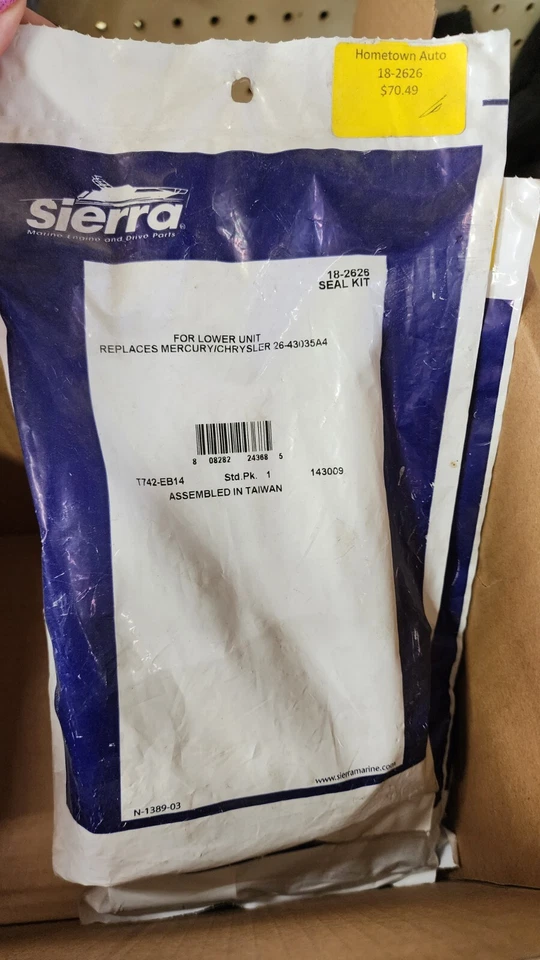 Hometown Auto
18-2626
$70.49
Sierra®
Marine Engine and Drive Parts
18-2626
SEAL KIT
FOR LOWER UNIT
REPLACES MERCURY/CHRYSLER 26-43035A4
8 08282 24368 5
T742-EB14 Std.Pk. 1 143009
ASSEMBLED IN TAIWAN
www.sierramarine.com
N-1389-03